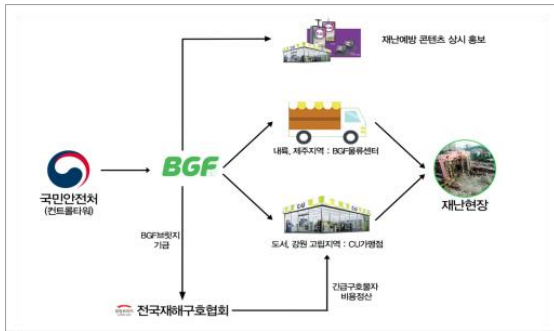 재난예방 콘텐츠 상시 홍보
내륙, 제주지역 : BGF물류센터
국민안전처
(컨트롤타워)
BGF
재난현장
BGF브릿지
기금
도서, 강원 고립지역 : CU가맹점
긴급구호물자
비용정산
전국재해구호협회